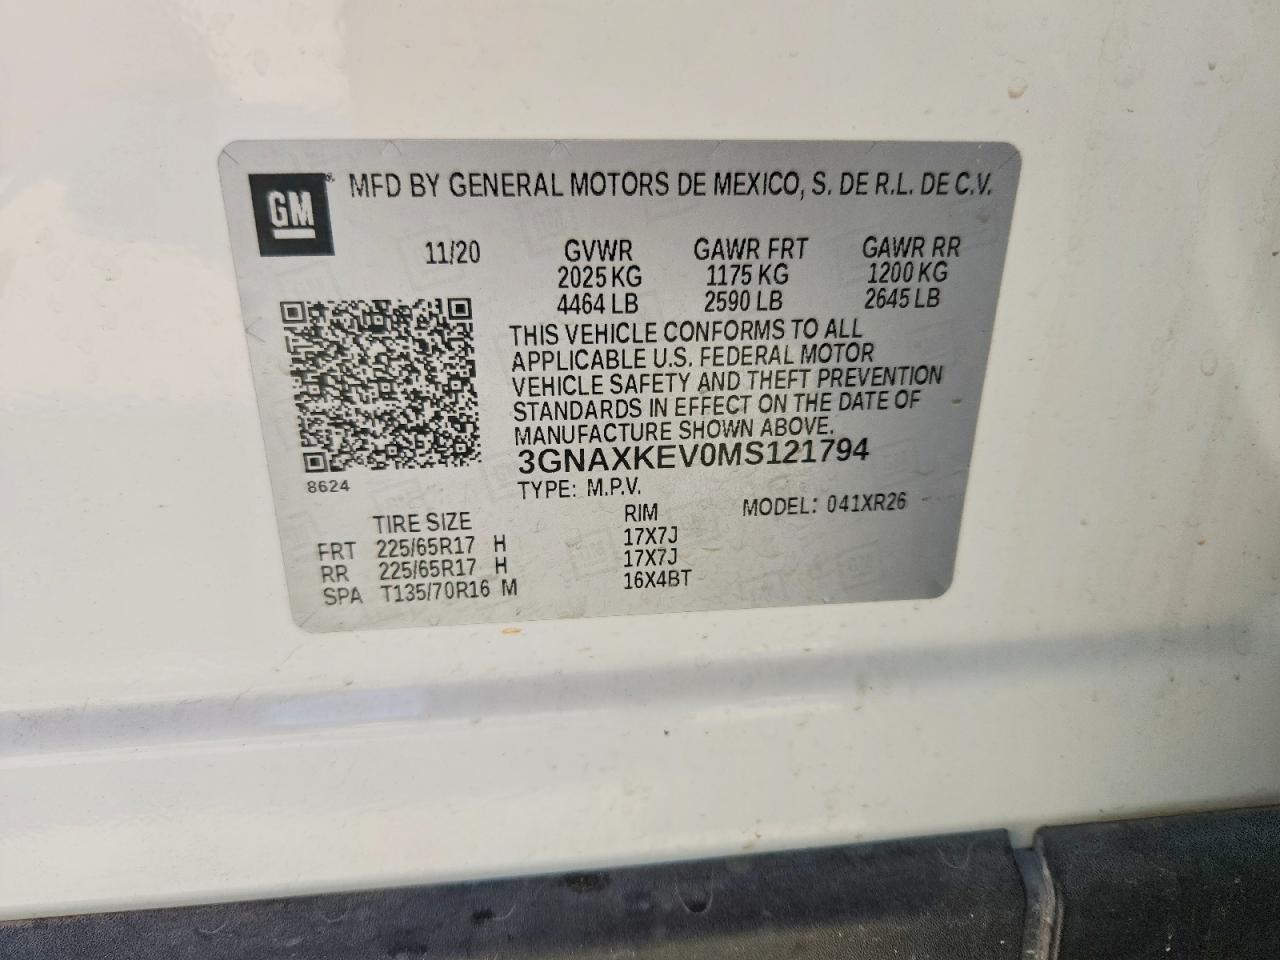 GM
MFD BY GENERAL MOTORS DE MEXICO, S. DE R.L. DE C.V.
11/20 GVWR GAWR FRT GAWR RR
2025 KG 1175 KG 1200 KG
4464 LB 2590 LB 2645 LB
THIS VEHICLE CONFORMS TO ALL
APPLICABLE U.S. FEDERAL MOTOR
VEHICLE SAFETY AND THEFT PREVENTION
STANDARDS IN EFFECT ON THE DATE OF
MANUFACTURE SHOWN ABOVE.
3GNAXKEV0MS121794
8624
TYPE: M.P.V.
MODEL: 041XR26
TIRE SIZE RIM
FRT 225/65R17 H 17X7J
RR 225/65R17 H 17X7J
SPA T135/70R16 M 16X4BT